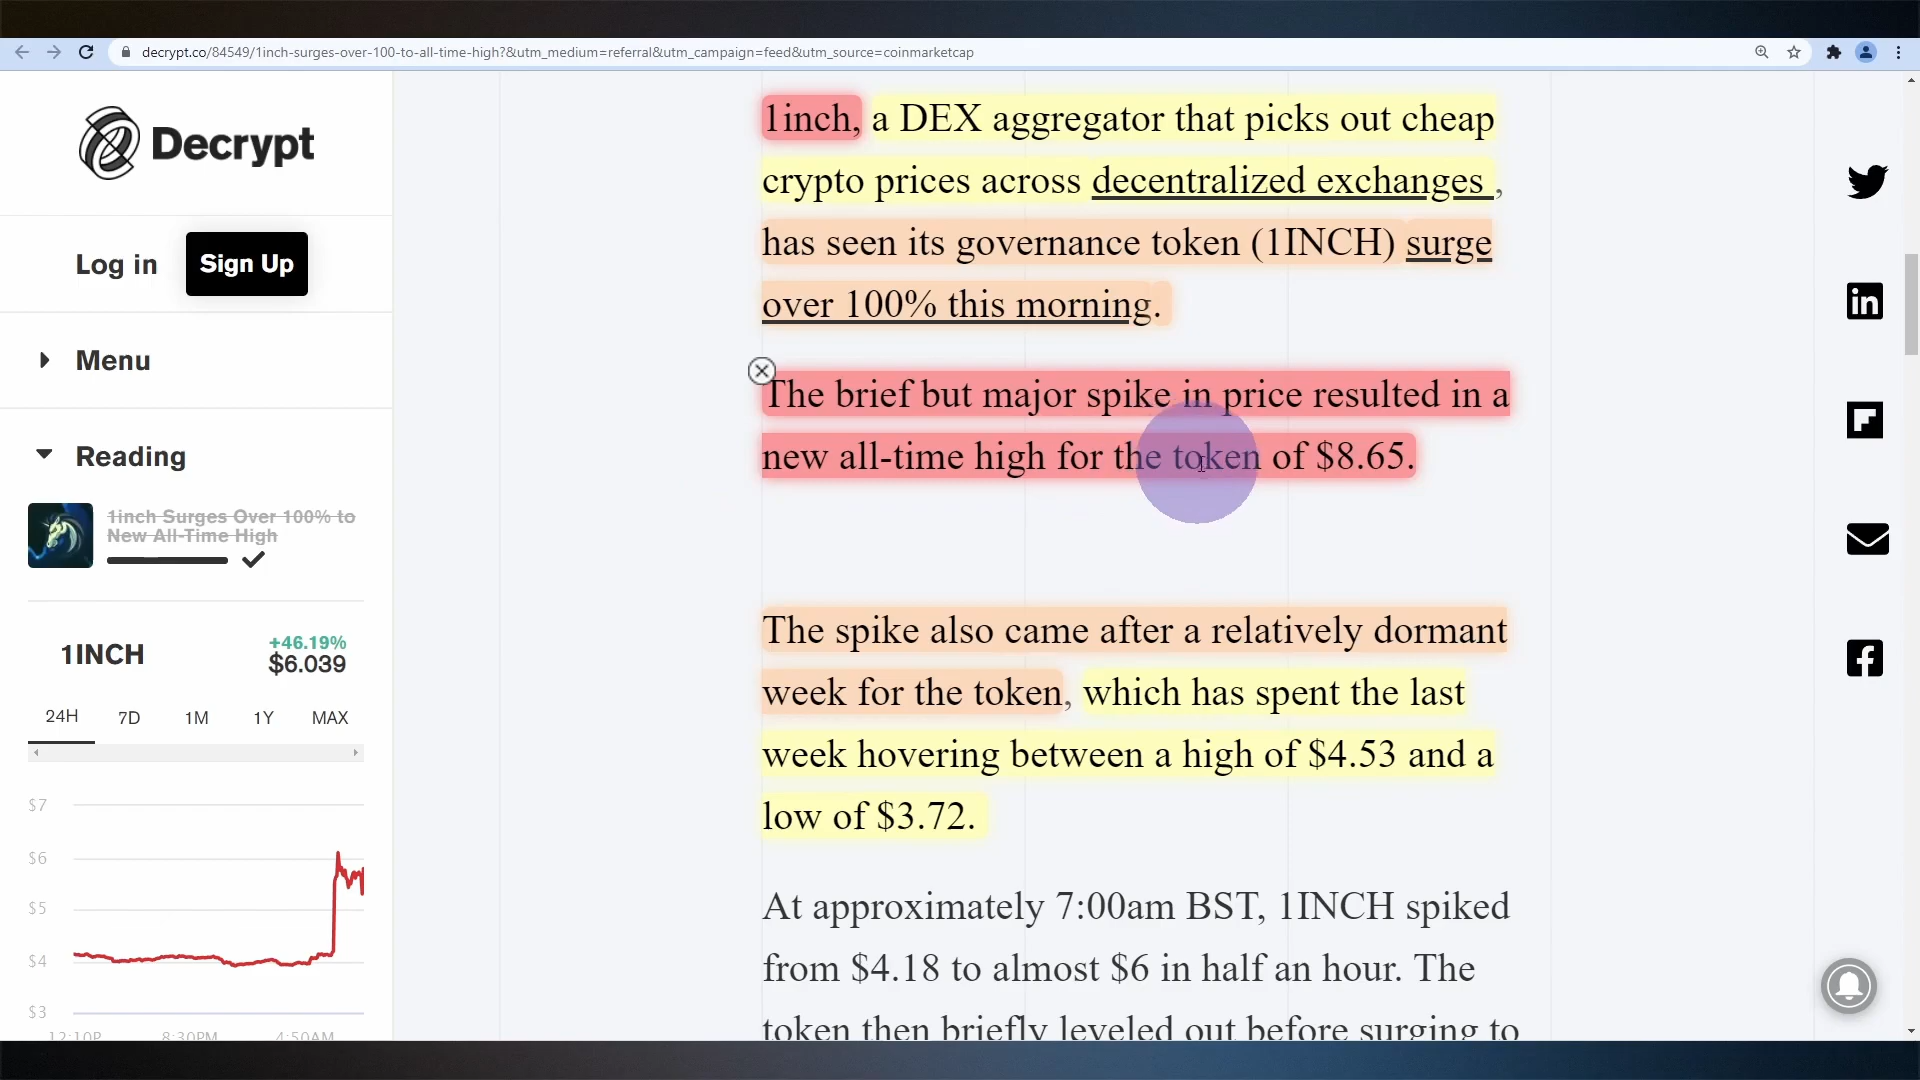 decrypt.co/84549/1inch-surges-over-100-to-all-time-high?&utm_medium=referral&utm_campaign=feed&utm_source=coinmarketcap
Decrypt
Log in
Sign Up
Menu
Reading
1inch Surges Over 100% to
New All-Time High
1INCH
+46.19%
$6.039
24H 7D 1M 1Y MAX
$7
$6
$5
$4
$3
12:10P 8:30PM 4:50AM
1inch, a DEX aggregator that picks out cheap
crypto prices across decentralized exchanges ,
has seen its governance token (1INCH) surge
over 100% this morning.
The brief but major spike in price resulted in a
new all-time high for the token of $8.65.
The spike also came after a relatively dormant
week for the token, which has spent the last
week hovering between a high of $4.53 and a
low of $3.72.
At approximately 7:00am BST, 1INCH spiked
from $4.18 to almost $6 in half an hour. The
token then briefly leveled out before surging to